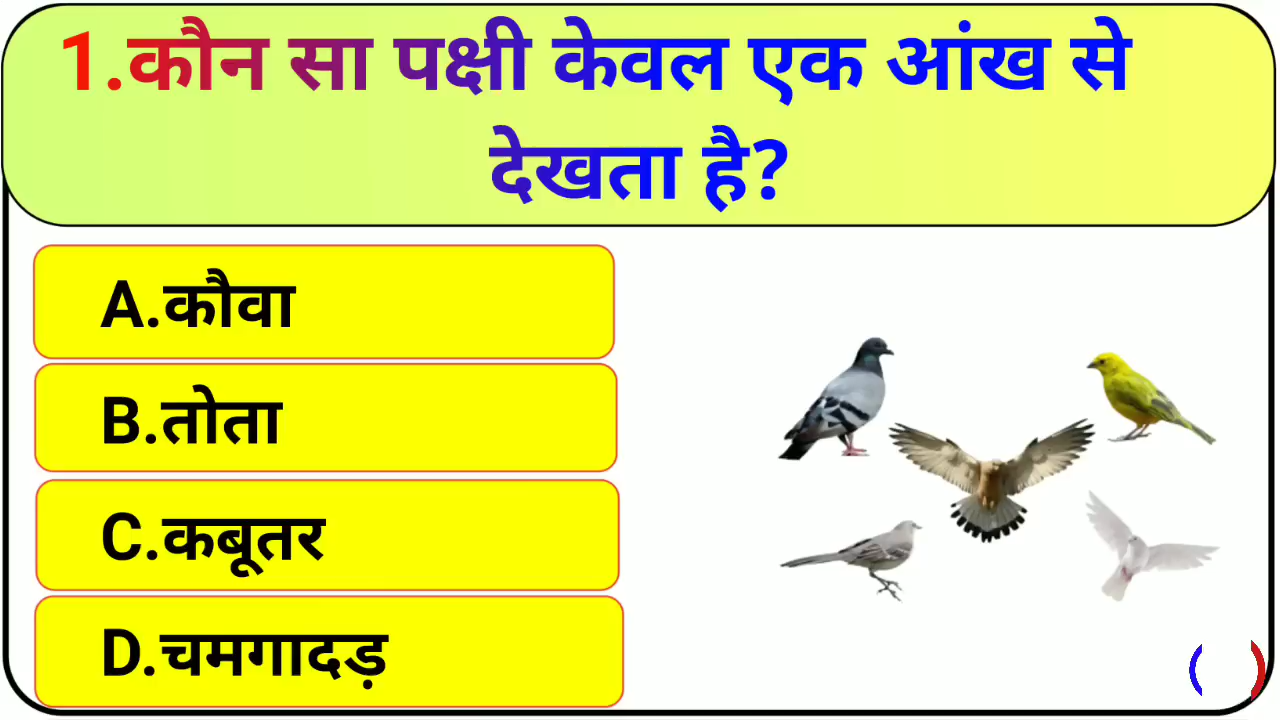 1.कौन सा पक्षी केवल एक आंख से
देखता है?
A.कौवा
B.तोता
C.कबूतर
D.चमगादड़